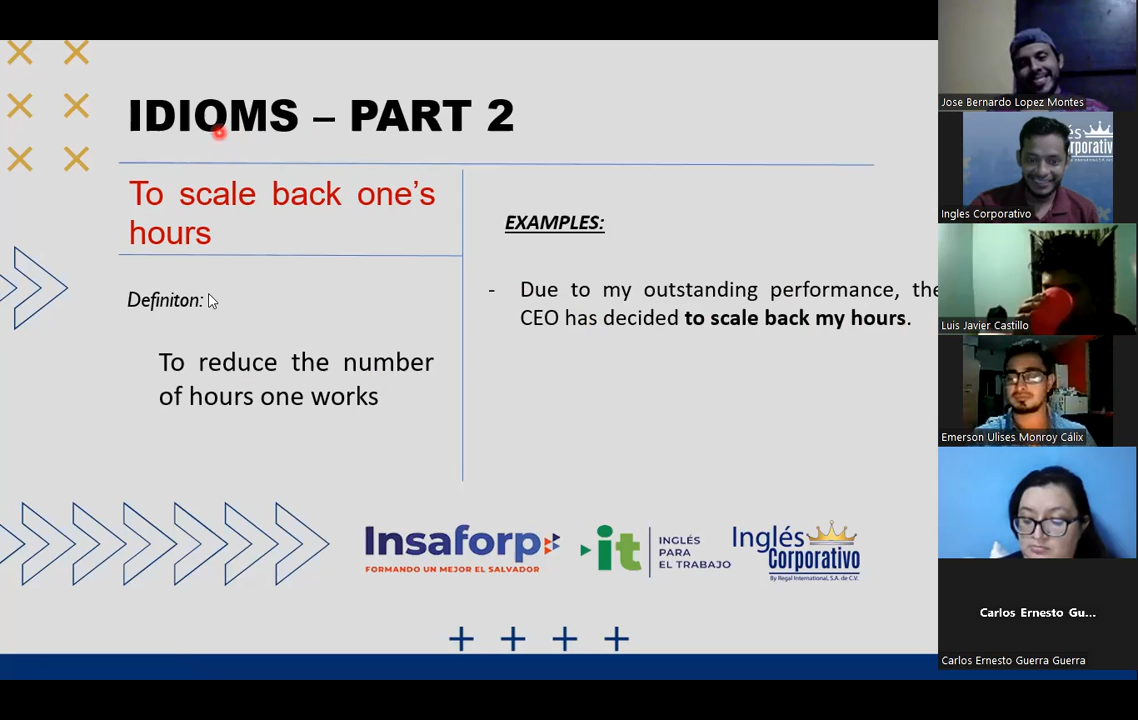 IDIOMS – PART 2
To scale back one's
hours
Definiton:
To reduce the number
of hours one works
EXAMPLES:
- Due to my outstanding performance, the
CEO has decided to scale back my hours.
Insaforp
FORMANDO UN MEJOR EL SALVADOR
it
INGLÉS
PARA
EL TRABAJO
Inglés
Corporativo
By Regal International, S.A. de C.V.
Jose Bernardo Lopez Montes
és
rporativ
Ingles Corporativo
Luis Javier Castillo
Emerson Ulises Monroy Cálix
Carlos Ernesto Gu...
Carlos Ernesto Guerra Guerra